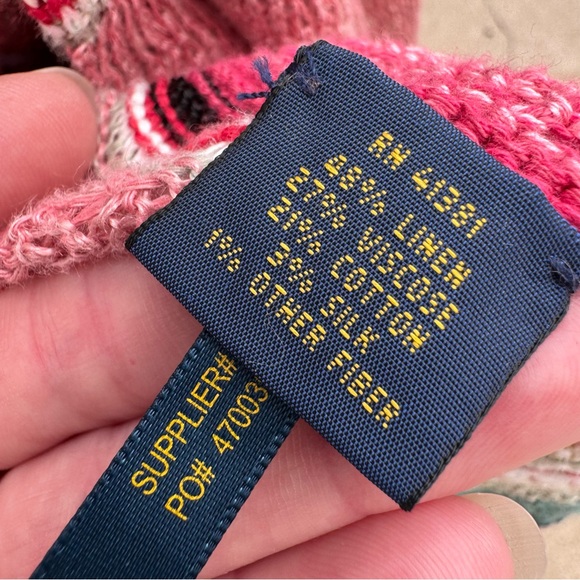 RN 41381
46% LINEN
27% VISCOSE
21% COTTON
5% SILK
1% OTHER FIBER
SUPPLIER#
PO# 47003